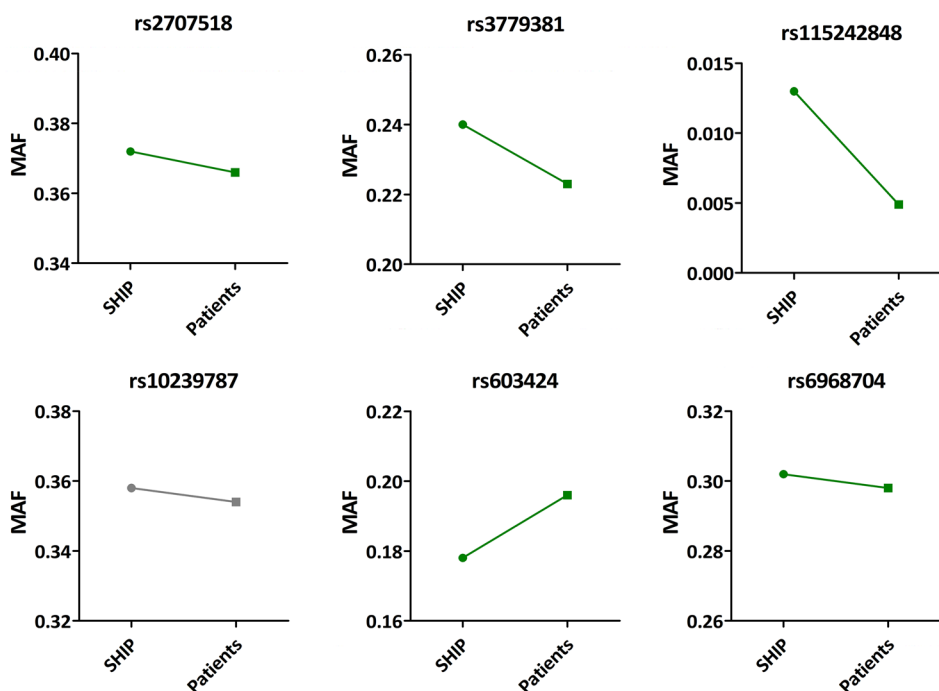 rs2707518
0.40
0.38
0.36
0.34
MAF
SHIP
Patients
rs3779381
0.26
0.24
0.22
0.20
MAF
SHIP
Patients
rs115242848
0.015
0.010
0.005
0.000
MAF
SHIP
Patients
rs10239787
0.38
0.36
0.34
0.32
MAF
SHIP
Patients
rs603424
0.22
0.20
0.18
0.16
MAF
SHIP
Patients
rs6968704
0.32
0.30
0.28
0.26
MAF
SHIP
Patients